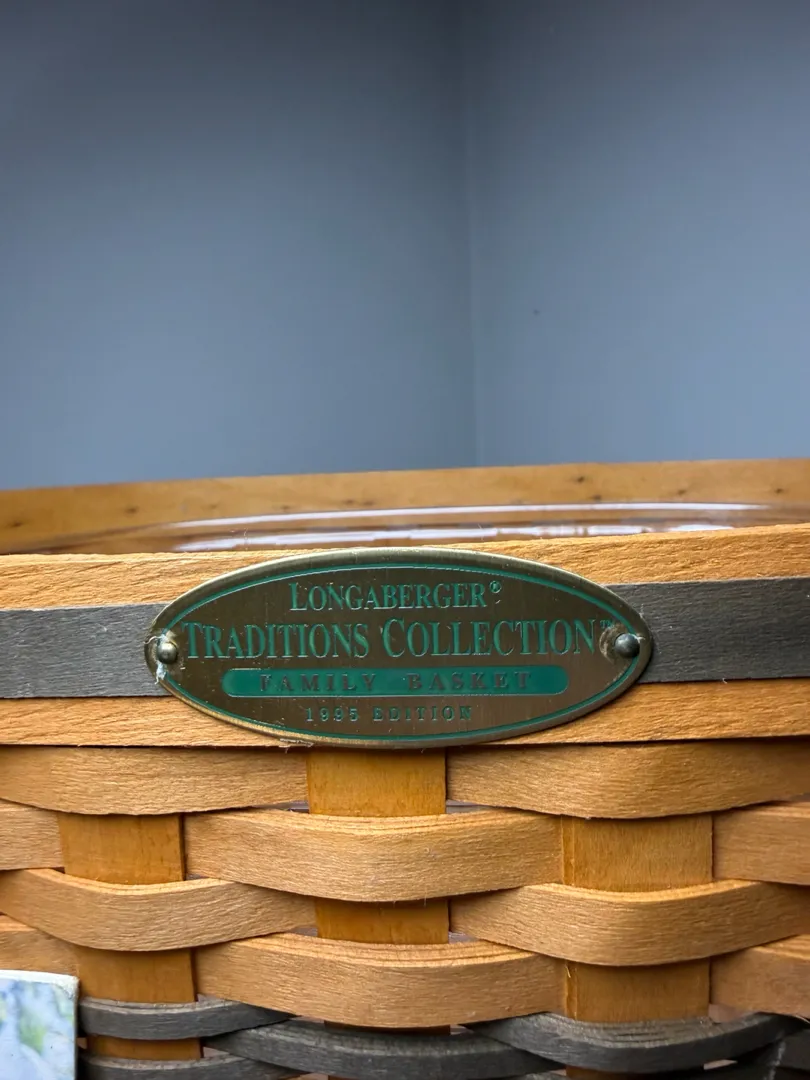 LONGABERGER®
TRADITIONS COLLECTION™
FAMILY BASKET
1995 EDITION